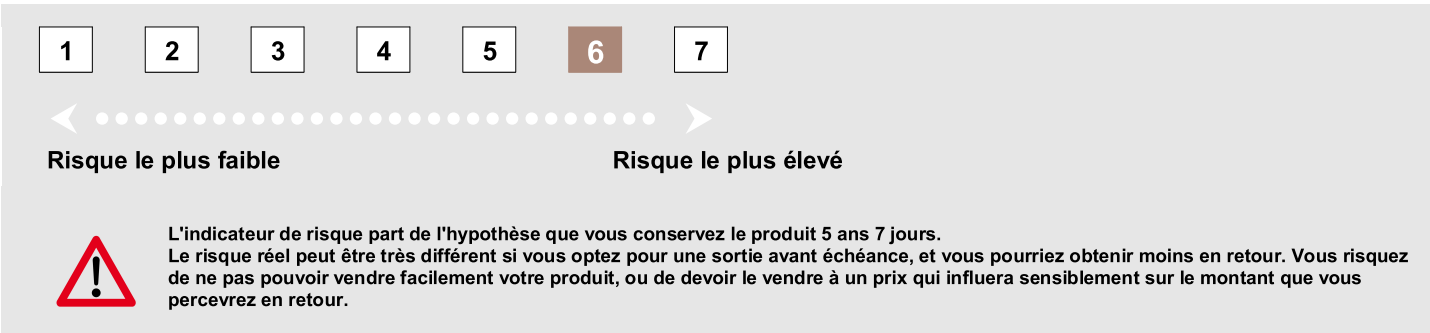 1 2 3 4 5 6 7
Risque le plus faible Risque le plus élevé
L'indicateur de risque part de l'hypothèse que vous conservez le produit 5 ans 7 jours.
Le risque réel peut être très différent si vous optez pour une sortie avant échéance, et vous pourriez obtenir moins en retour. Vous risquez
de ne pas pouvoir vendre facilement votre produit, ou de devoir le vendre à un prix qui influera sensiblement sur le montant que vous
percevrez en retour.